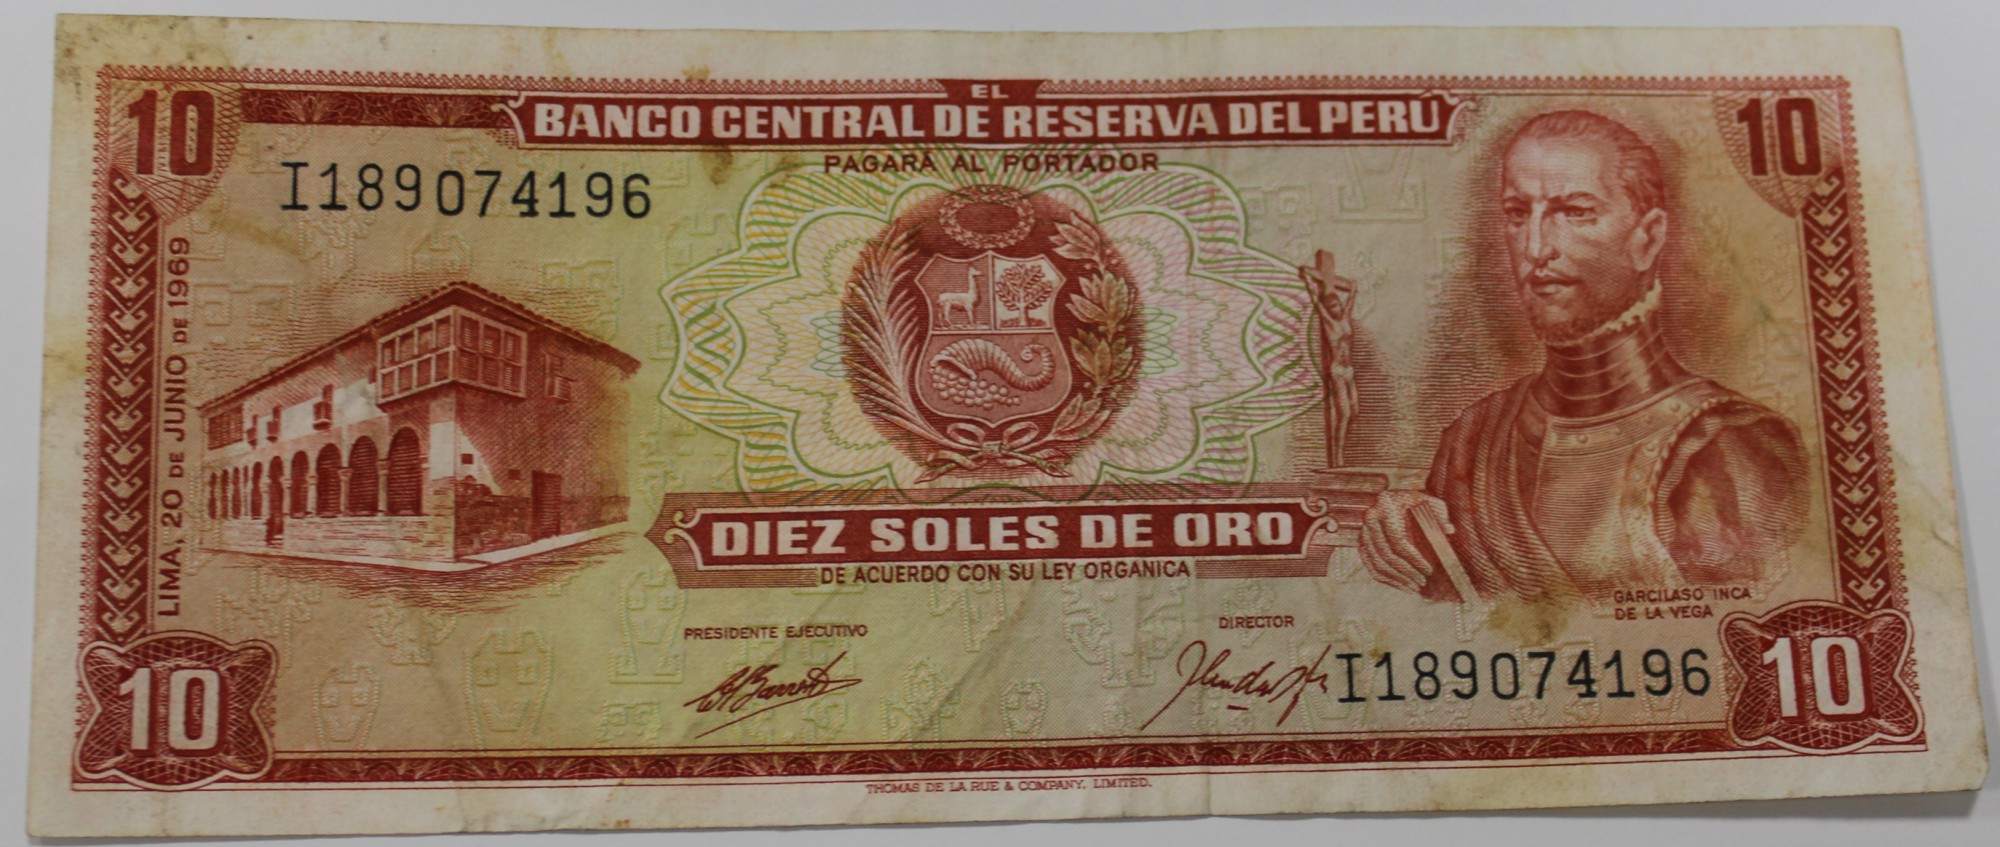 10
EL
BANCO CENTRAL DE RESERVA DEL PERÚ
10
PAGARÁ AL PORTADOR
I189074196
LIMA, 20 DE JUNIO DE 1969
DIEZ SOLES DE ORO
DE ACUERDO CON SU LEY ORGANICA
GARCILASO INCA
DE LA VEGA
PRESIDENTE EJECUTIVO
DIRECTOR
I189074196
10
10
THOMAS DE LA RUE & COMPANY, LIMITED.